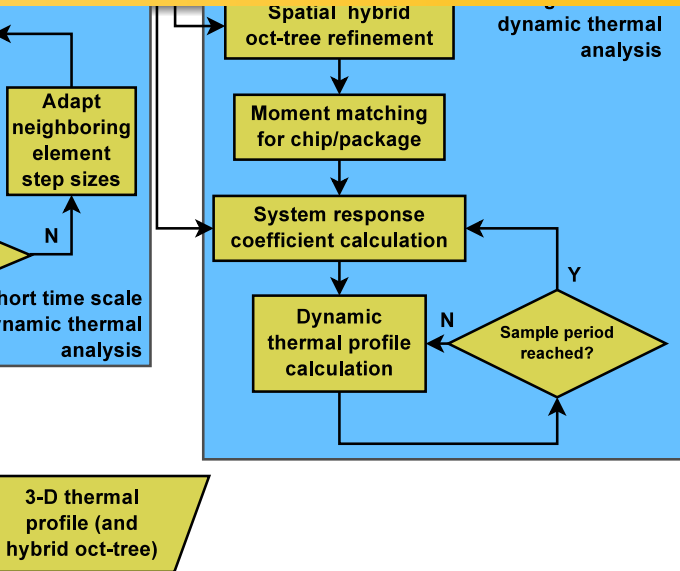 Spatial hybrid
oct-tree refinement
dynamic thermal
analysis
Adapt
neighboring
element
step sizes
N
hort time scale
namic thermal
analysis
Moment matching
for chip/package
System response
coefficient calculation
Dynamic
thermal profile
calculation
N
Y
Sample period
reached?
3-D thermal
profile (and
hybrid oct-tree)